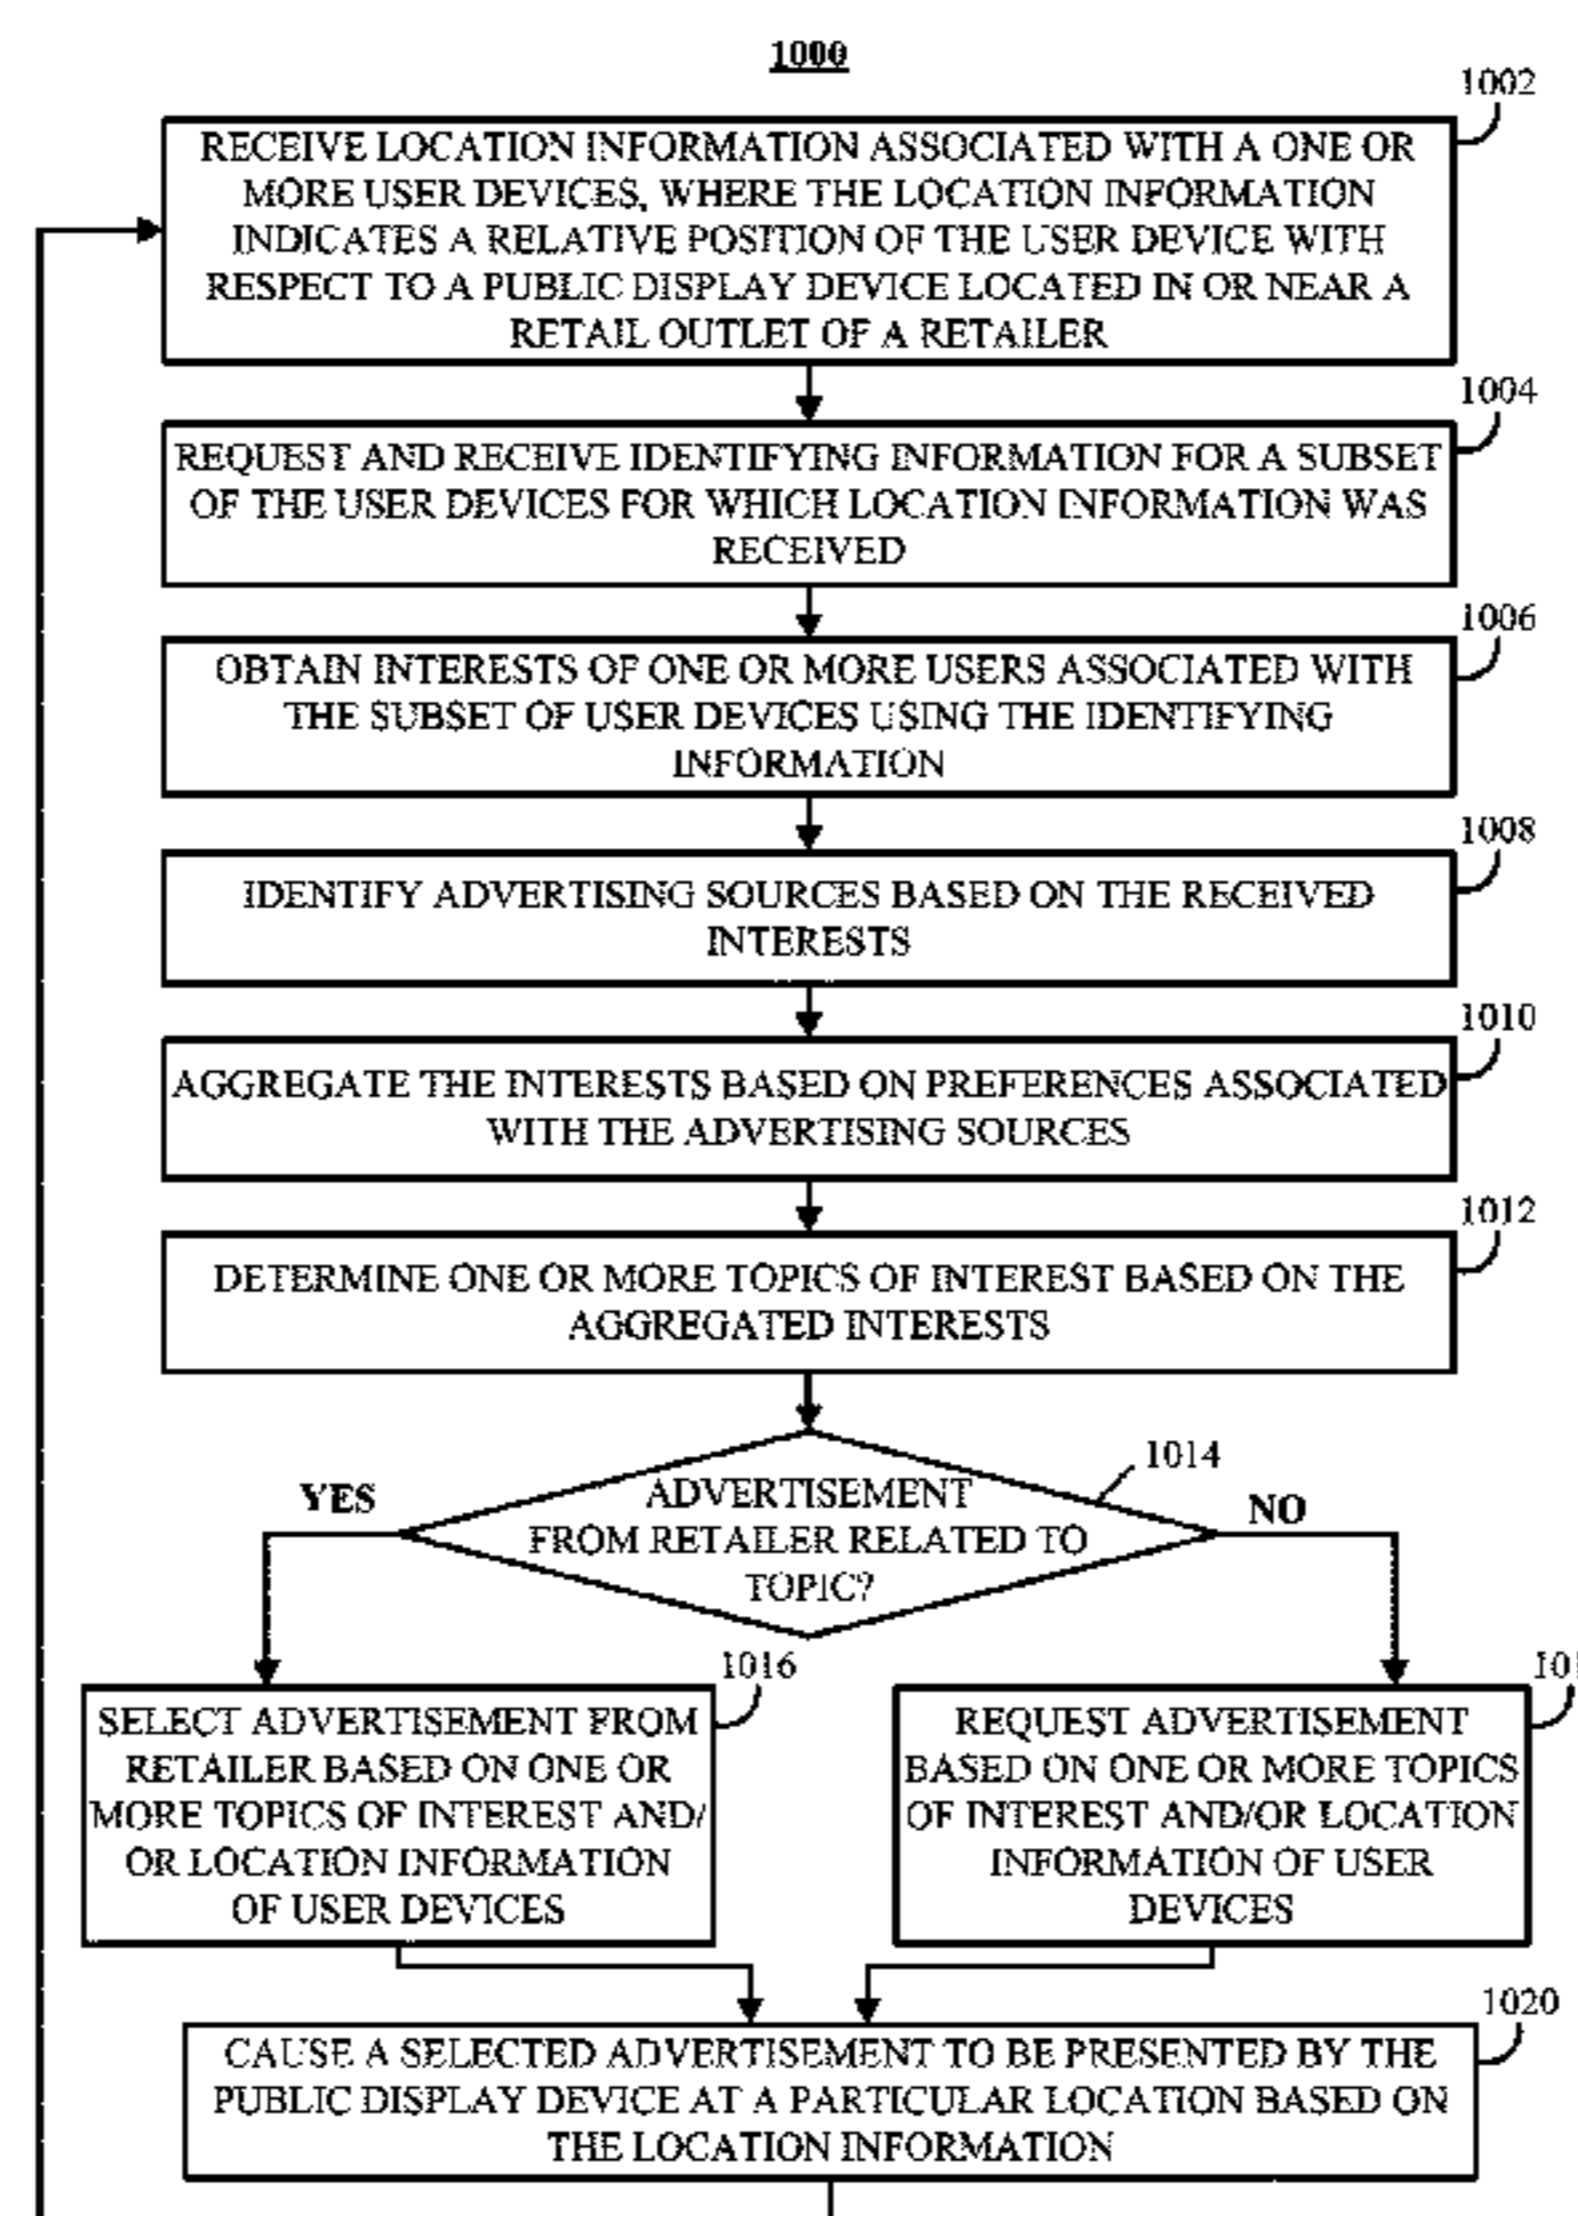 1000
1002
RECEIVE LOCATION INFORMATION ASSOCIATED WITH A ONE OR
MORE USER DEVICES, WHERE THE LOCATION INFORMATION
INDICATES A RELATIVE POSITION OF THE USER DEVICE WITH
RESPECT TO A PUBLIC DISPLAY DEVICE LOCATED IN OR NEAR A
RETAIL OUTLET OF A RETAILER
1004
REQUEST AND RECEIVE IDENTIFYING INFORMATION FOR A SUBSET
OF THE USER DEVICES FOR WHICH LOCATION INFORMATION WAS
RECEIVED
1006
OBTAIN INTERESTS OF ONE OR MORE USERS ASSOCIATED WITH
THE SUBSET OF USER DEVICES USING THE IDENTIFYING
INFORMATION
1008
IDENTIFY ADVERTISING SOURCES BASED ON THE RECEIVED
INTERESTS
1010
AGGREGATE THE INTERESTS BASED ON PREFERENCES ASSOCIATED
WITH THE ADVERTISING SOURCES
1012
DETERMINE ONE OR MORE TOPICS OF INTEREST BASED ON THE
AGGREGATED INTERESTS
1014
ADVERTISEMENT
FROM RETAILER RELATED TO
TOPIC?
YES
NO
1016
SELECT ADVERTISEMENT FROM
RETAILER BASED ON ONE OR
MORE TOPICS OF INTEREST AND/
OR LOCATION INFORMATION
OF USER DEVICES
REQUEST ADVERTISEMENT
BASED ON ONE OR MORE TOPICS
OF INTEREST AND/OR LOCATION
INFORMATION OF USER
DEVICES
1020
CAUSE A SELECTED ADVERTISEMENT TO BE PRESENTED BY THE
PUBLIC DISPLAY DEVICE AT A PARTICULAR LOCATION BASED ON
THE LOCATION INFORMATION